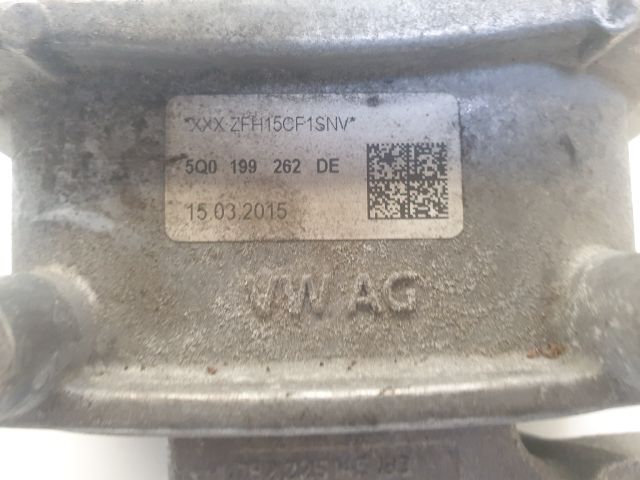 *XXX ZFH15CF1SNV*
5Q0 199 262 DE
15.03.2015
VW AG